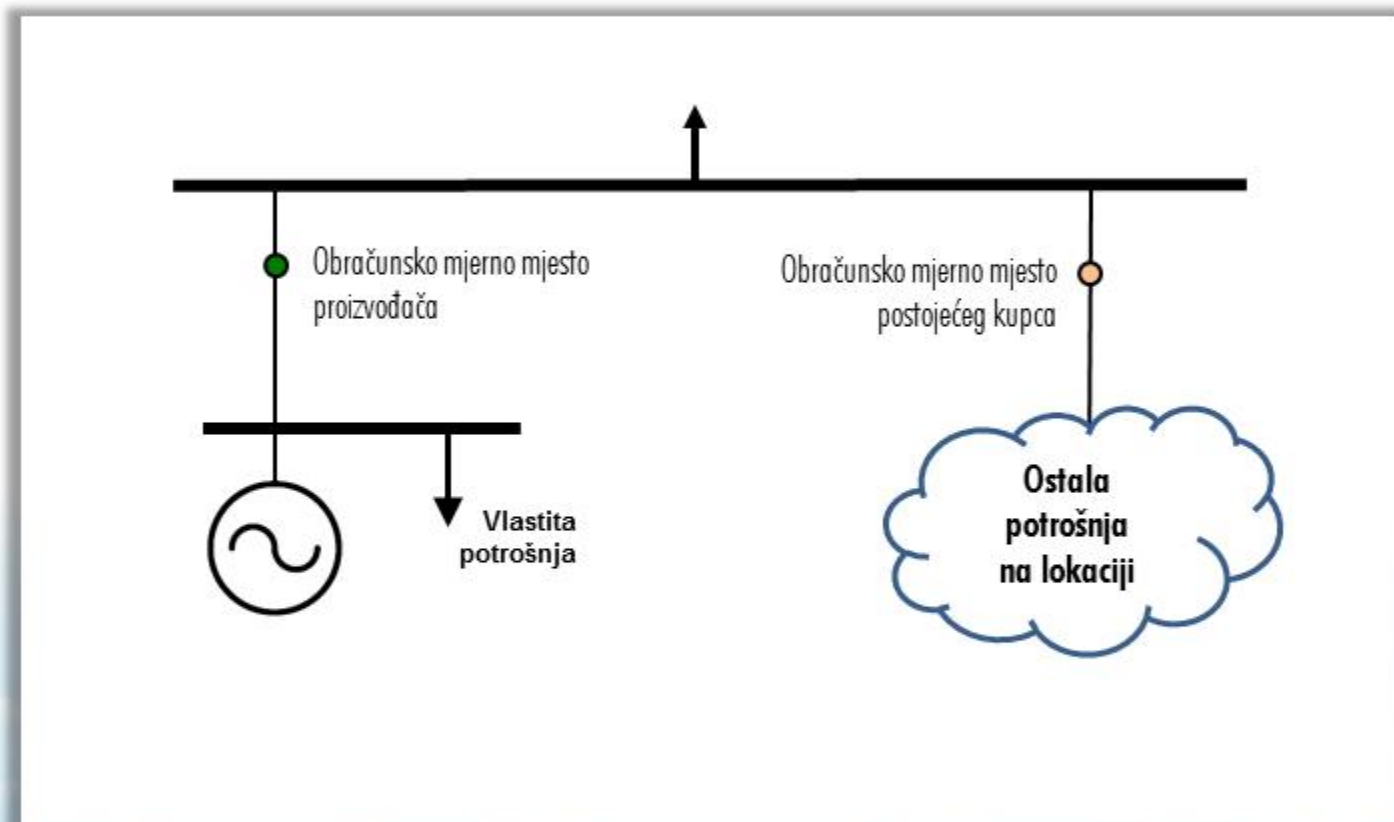 Obračunsko mjerno mjesto
proizvođača
Obračunsko mjerno mjesto
postojećeg kupca
Vlastita
potrošnja
Ostala
potrošnja
na lokaciji